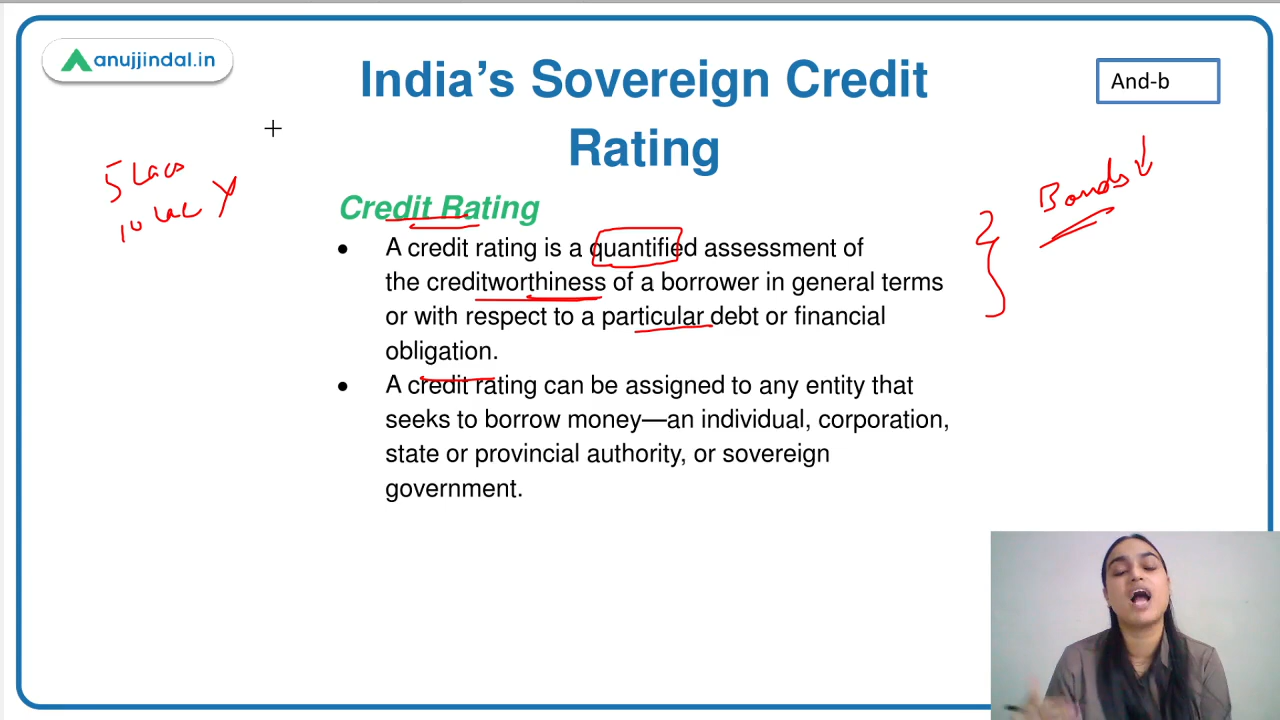 anujjindal.in
India's Sovereign Credit
Rating
And-b
5 Lacs
10 Lac
Bonds
Credit Rating
• A credit rating is a quantified assessment of
the creditworthiness of a borrower in general terms
or with respect to a particular debt or financial
obligation.
• A credit rating can be assigned to any entity that
seeks to borrow money—an individual, corporation,
state or provincial authority, or sovereign
government.